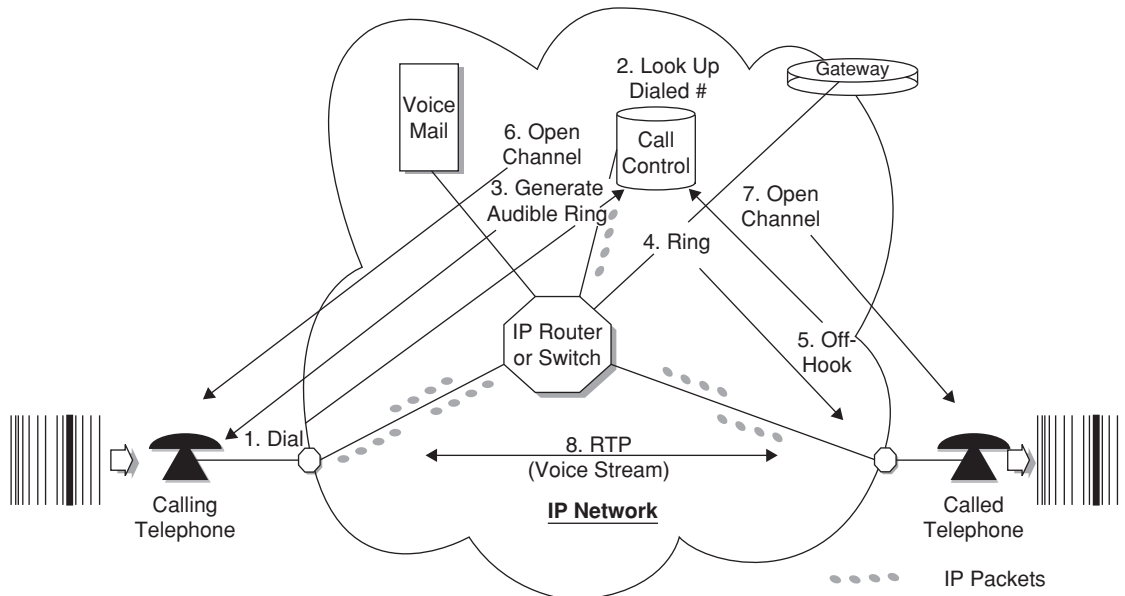 2. Look Up
Dialed #
Gateway
Voice
Mail
6. Open
Channel
Call
Control
3. Generate
Audible Ring
7. Open
Channel
4. Ring
IP Router
or Switch
5. Off-
Hook
1. Dial
8. RTP
(Voice Stream)
Calling
Telephone
IP Network
Called
Telephone
IP Packets